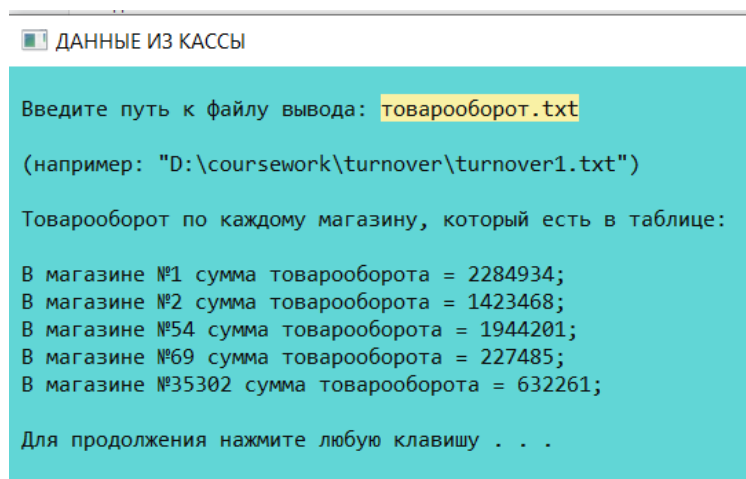 ДАННЫЕ ИЗ КАССЫ
Введите путь к файлу вывода: товарооборот.txt
(например: "D:\coursework\turnover\turnover1.txt")
Товарооборот по каждому магазину, который есть в таблице:
В магазине №1 сумма товарооборота = 2284934;
В магазине №2 сумма товарооборота = 1423468;
В магазине №54 сумма товарооборота = 1944201;
В магазине №69 сумма товарооборота = 227485;
В магазине №35302 сумма товарооборота = 632261;
Для продолжения нажмите любую клавишу . . .